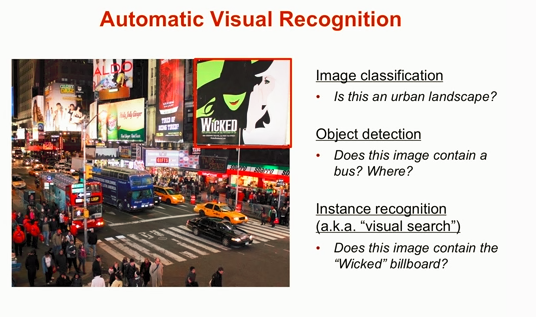 Automatic Visual Recognition
ALDO
WICKED
Image classification
• Is this an urban landscape?
Object detection
• Does this image contain a
bus? Where?
Instance recognition
(a.k.a. “visual search”)
• Does this image contain the
“Wicked” billboard?